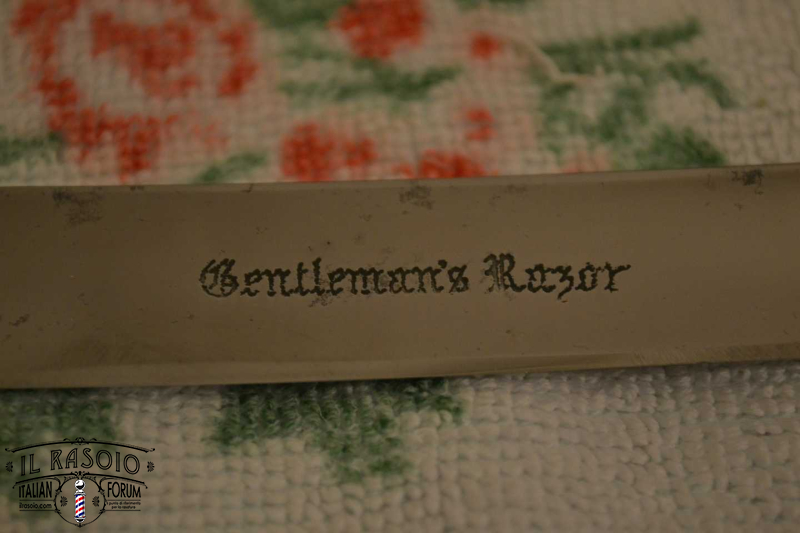 Gentleman's Razor
IL RASOIO
ITALIAN FORUM
ilrasoio.com